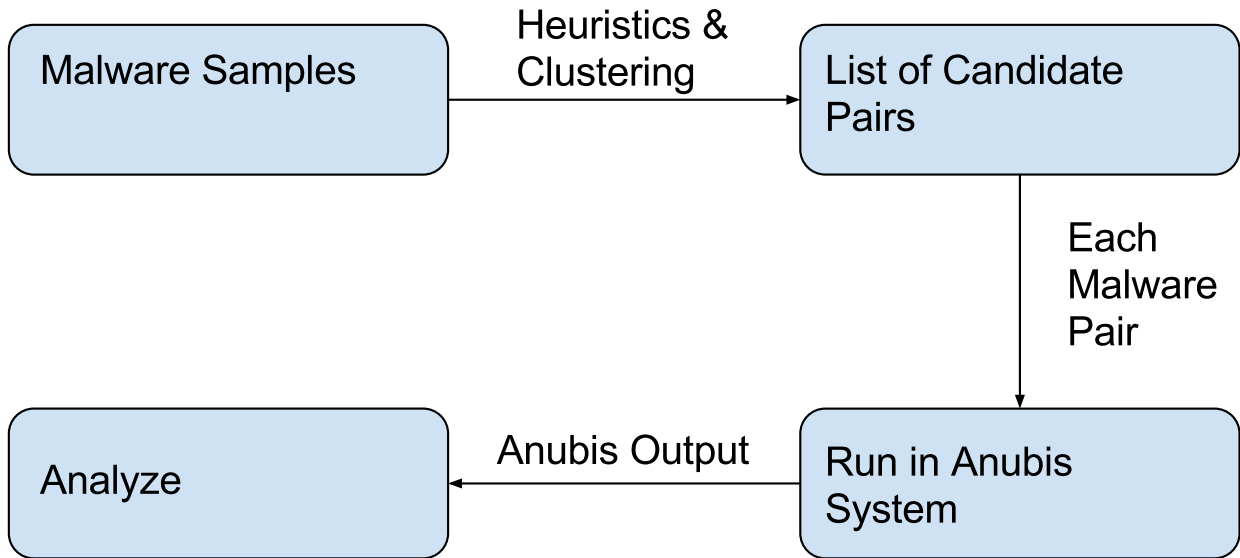 Malware Samples
Heuristics &
Clustering
List of Candidate
Pairs
Each
Malware
Pair
Run in Anubis
System
Anubis Output
Analyze